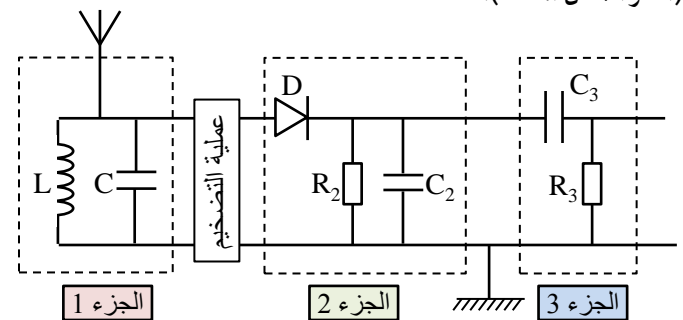 D
C₃
L
C
عملية التضخيم
R₂
C₂
R₃
الجزء 1
الجزء 2
الجزء 3